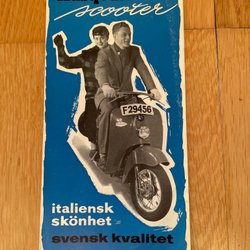 scooter
F29456
italiensk
skönhet
svensk kvalitet